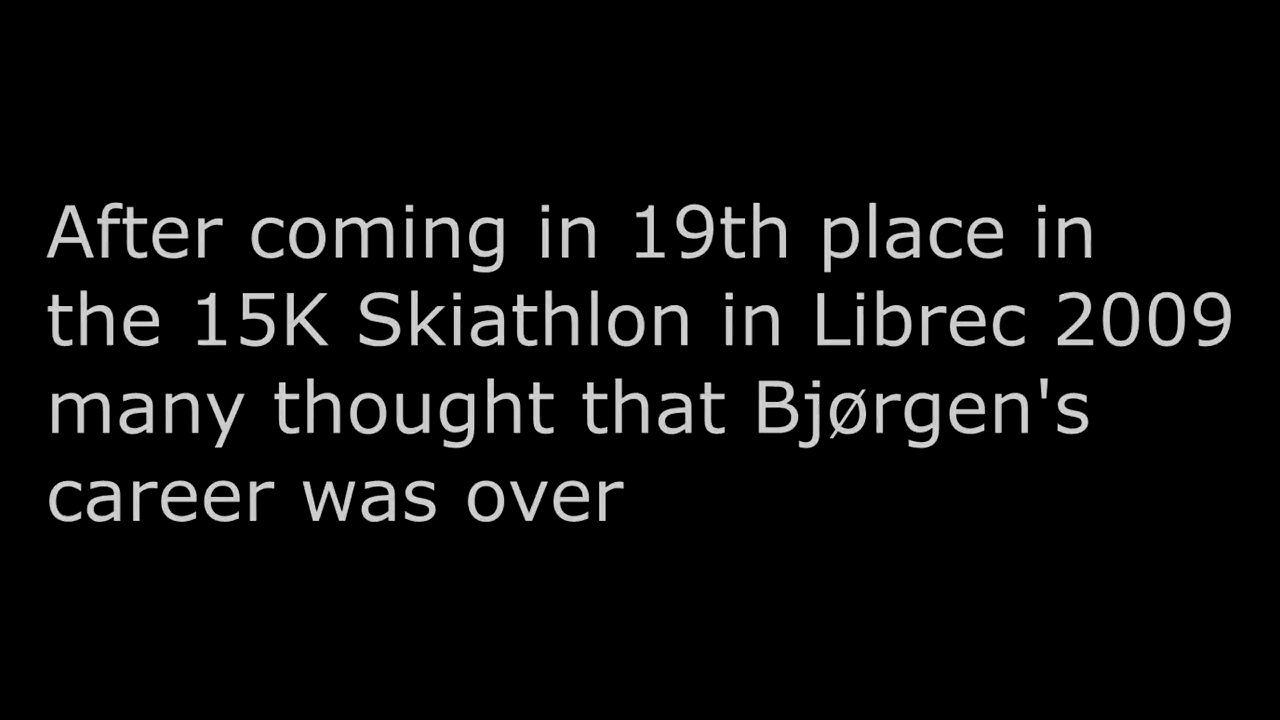 After coming in 19th place in
the 15K Skiathlon in Librec 2009
many thought that Bjørgen's
career was over